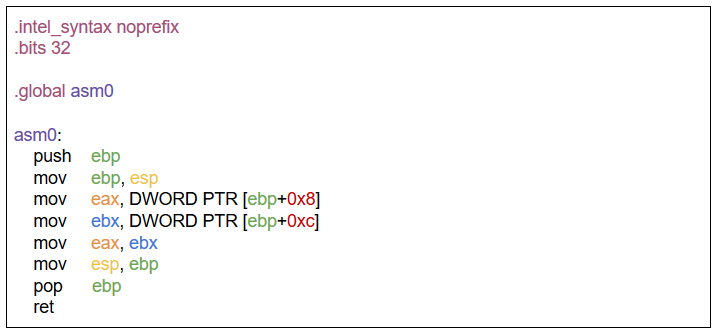 .intel_syntax noprefix
.bits 32
.global asm0
asm0:
push ebp
mov ebp, esp
mov eax, DWORD PTR [ebp+0x8]
mov ebx, DWORD PTR [ebp+0xc]
mov eax, ebx
mov esp, ebp
pop ebp
ret